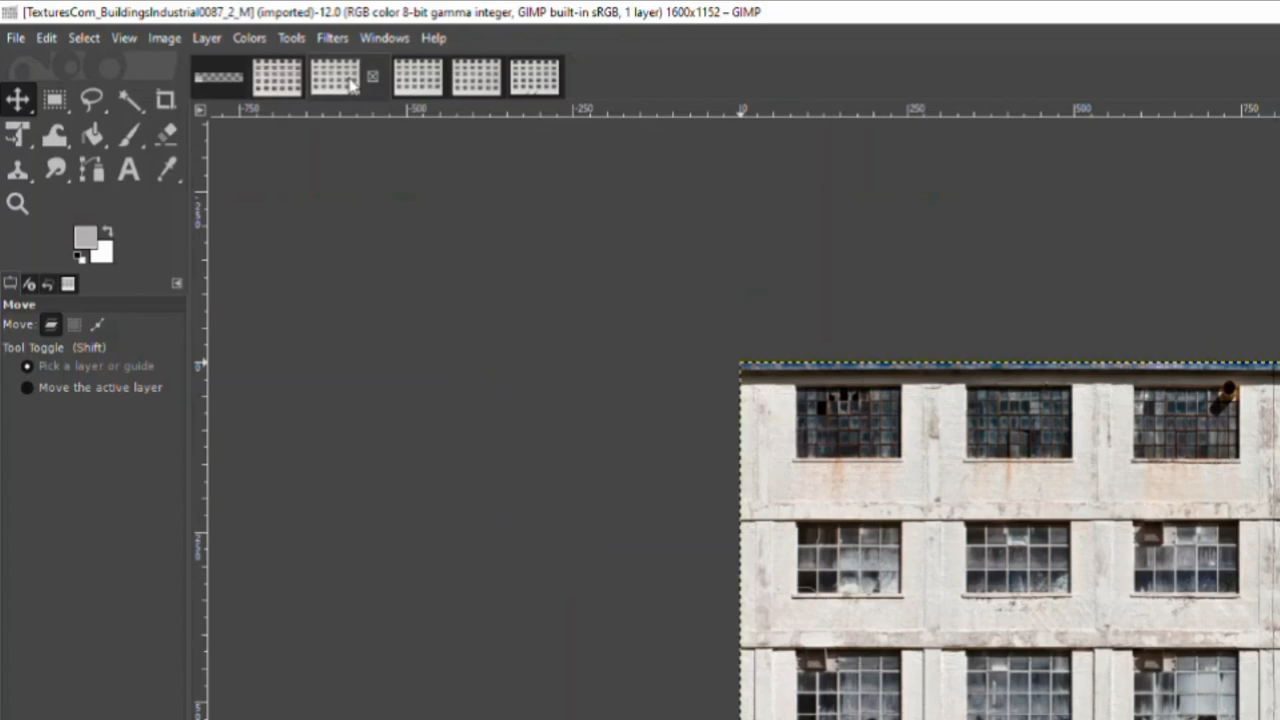 [TexturesCom_BuildingsIndustrial0087_2_M] (imported)-12.0 (RGB color 8-bit gamma integer, GIMP built-in sRGB, 1 layer) 1600x1152 – GIMP
File Edit Select View Image Layer Colors Tools Filters Windows Help
-750 -500 -250 0 250 500 750
Move
Move:
Tool Toggle (Shift)
Pick a layer or guide
Move the active layer